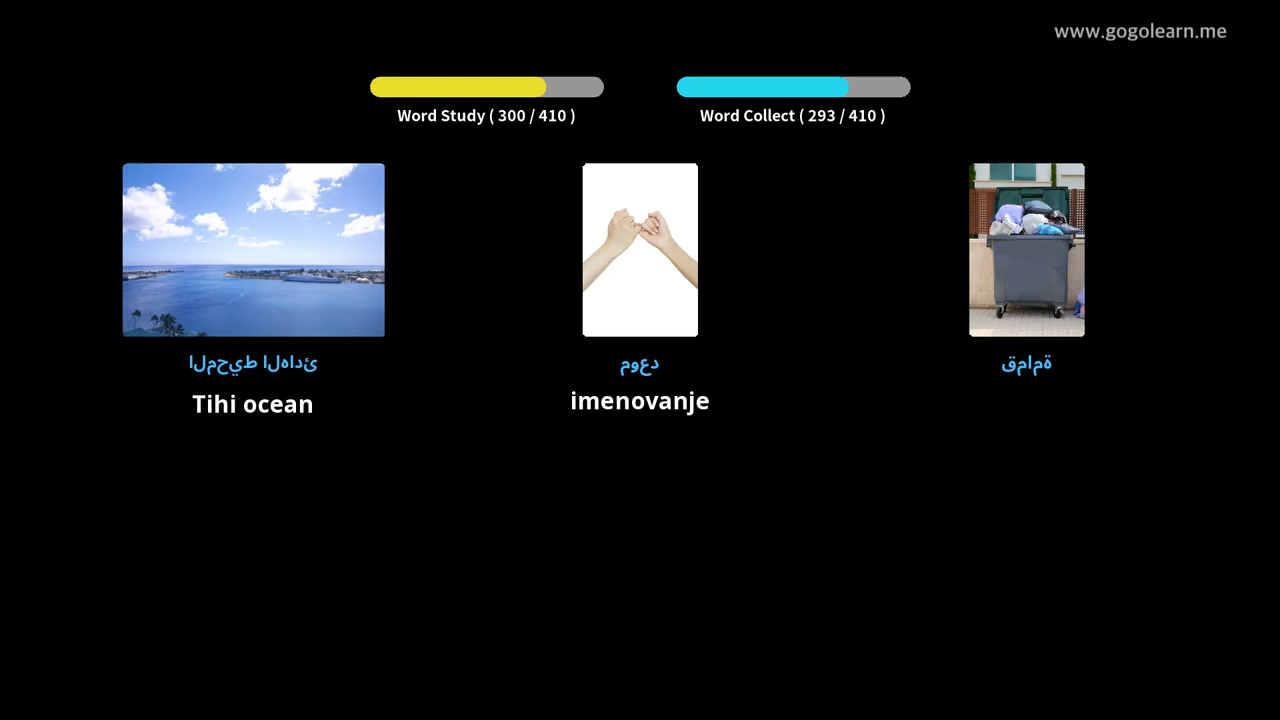 www.gogolearn.me
Word Study ( 300 / 410 )
Word Collect ( 293 / 410 )
المحيط الهادئ
Tihi ocean
موعد
imenovanje
قمامة